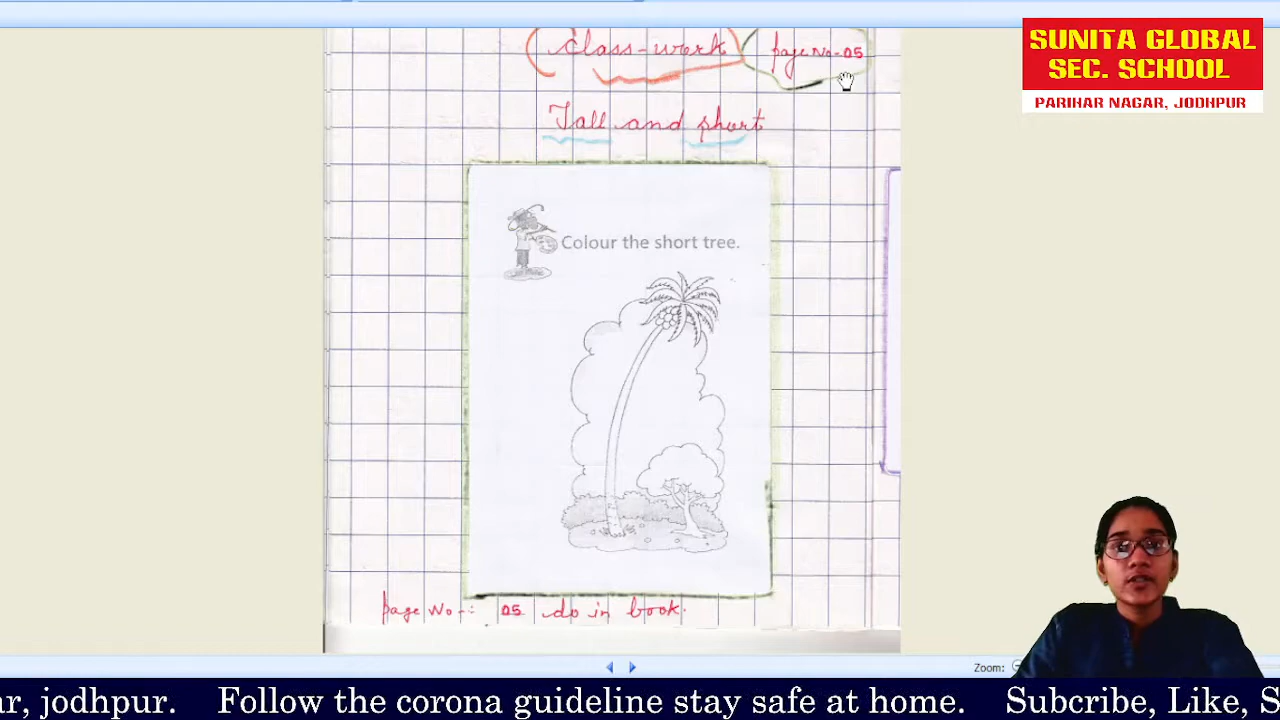 SUNITA GLOBAL
SEC. SCHOOL
PARIHAR NAGAR, JODHPUR
Class-work
page No-05
Tall and short
Colour the short tree.
page No-: 05 do in book.
Zoom:
ar, jodhpur. Follow the corona guideline stay safe at home. Subcribe, Like, S